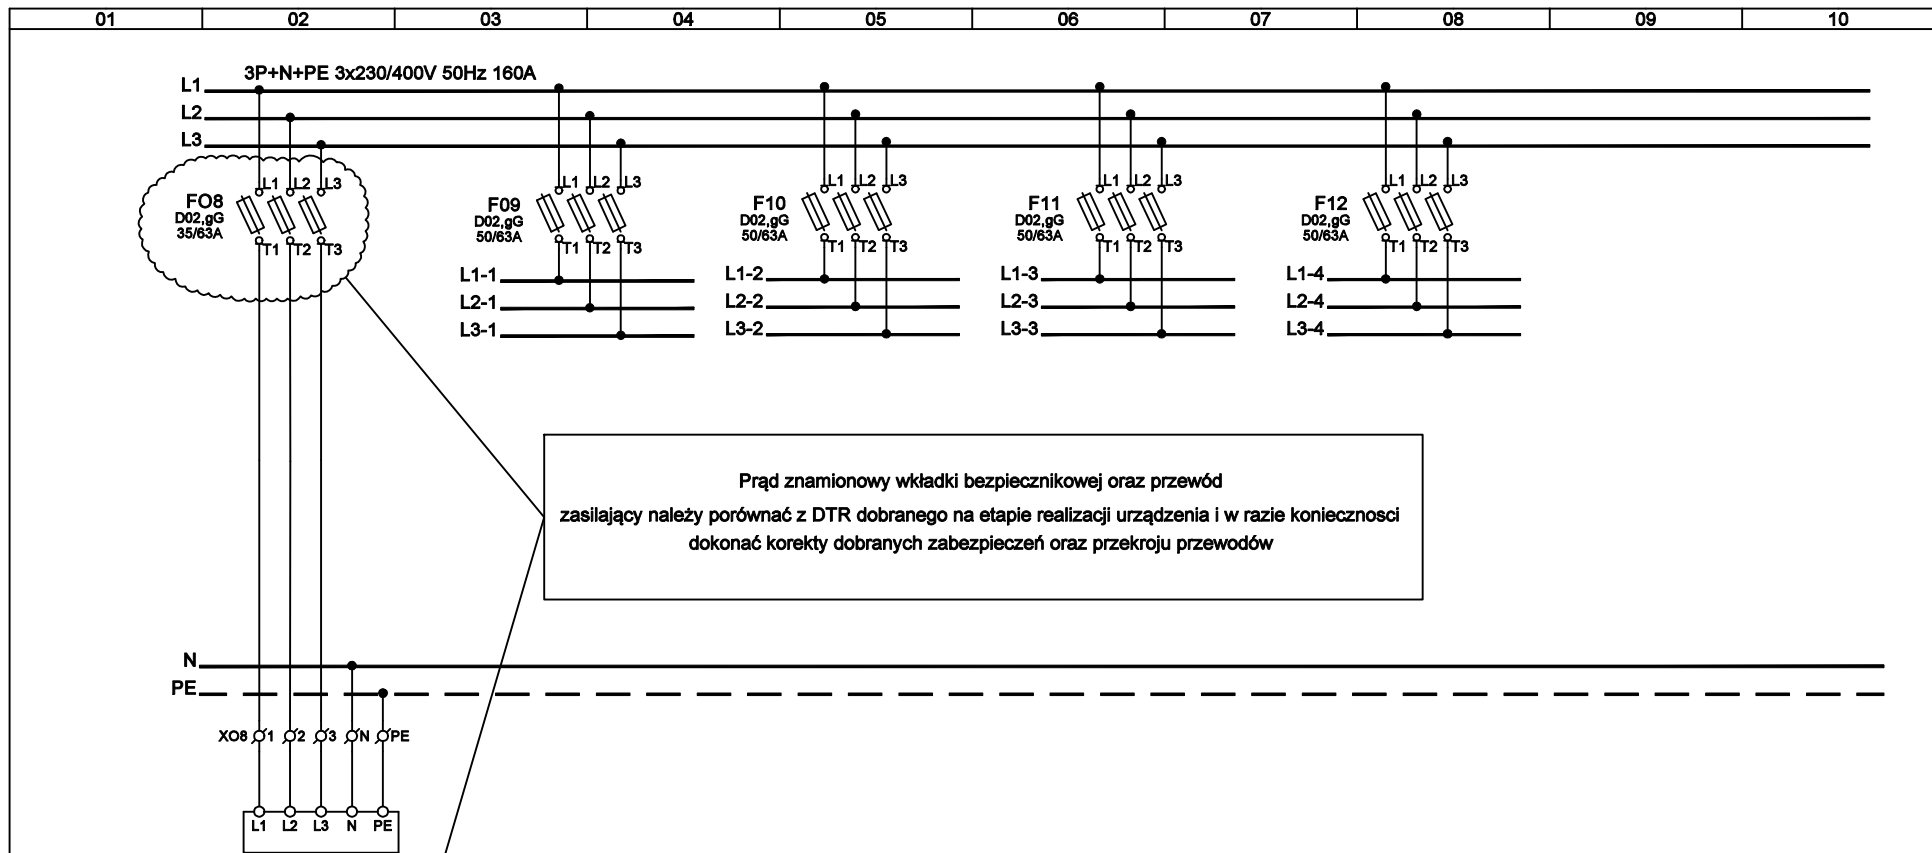 01 02 03 04 05 06 07 08 09 10
3P+N+PE 3x230/400V 50Hz 160A
L1
L2
L3
L1 L2 L3
FO8
D02,gG
35/63A
T1 T2 T3
L1 L2 L3
F09
D02,gG
50/63A
T1 T2 T3
L1 L2 L3
F10
D02,gG
50/63A
T1 T2 T3
L1 L2 L3
F11
D02,gG
50/63A
T1 T2 T3
L1 L2 L3
F12
D02,gG
50/63A
T1 T2 T3
L1-1
L2-1
L3-1
L1-2
L2-2
L3-2
L1-3
L2-3
L3-3
L1-4
L2-4
L3-4
Prąd znamionowy wkładki bezpiecznikowej oraz przewód
zasilający należy porównać z DTR dobranego na etapie realizacji urządzenia i w razie koniecznosci
dokonać korekty dobranych zabezpieczeń oraz przekroju przewodów
N
PE
XO8 1 2 3 N PE
L1 L2 L3 N PE